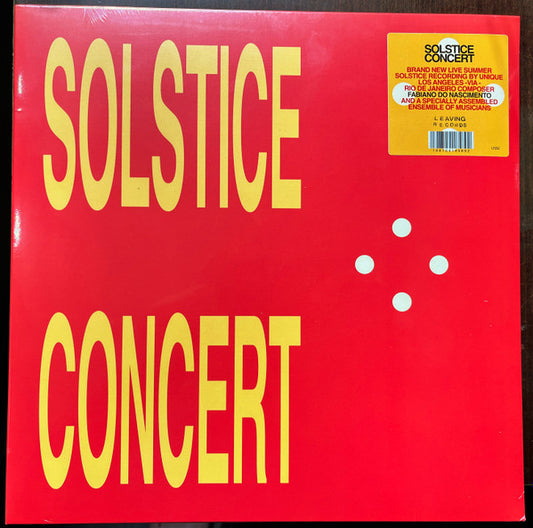 SOLSTICE
CONCERT
SOLSTICE
CONCERT
BRAND NEW LIVE SUMMER
SOLSTICE RECORDING BY UNIQUE
LOS ANGELES -VIA-
RIO DE JANEIRO COMPOSER
FABIANO DO NASCIMENTO
AND A SPECIALLY ASSEMBLED
ENSEMBLE OF MUSICIANS
LEAVING
RECORDS